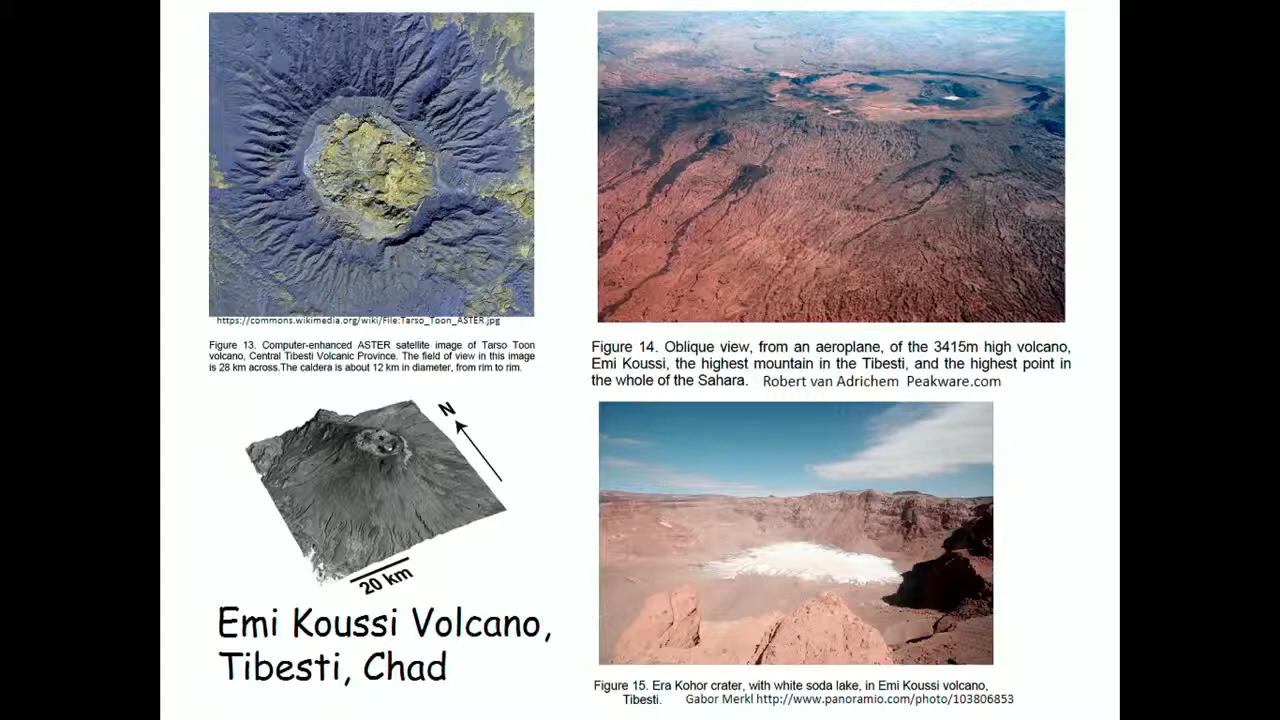 https://commons.wikimedia.org/wiki/File:Tarso_Toon_ASTER.jpg
Figure 13. Computer-enhanced ASTER satellite image of Tarso Toon
volcano, Central Tibesti Volcanic Province. The field of view in this image
is 28 km across.The caldera is about 12 km in diameter, from rim to rim.
Figure 14. Oblique view, from an aeroplane, of the 3415m high volcano,
Emi Koussi, the highest mountain in the Tibesti, and the highest point in
the whole of the Sahara. Robert van Adrichem Peakware.com
N
20 km
Emi Koussi Volcano,
Tibesti, Chad
Figure 15. Era Kohor crater, with white soda lake, in Emi Koussi volcano,
Tibesti. Gabor Merkl http://www.panoramio.com/photo/103806853